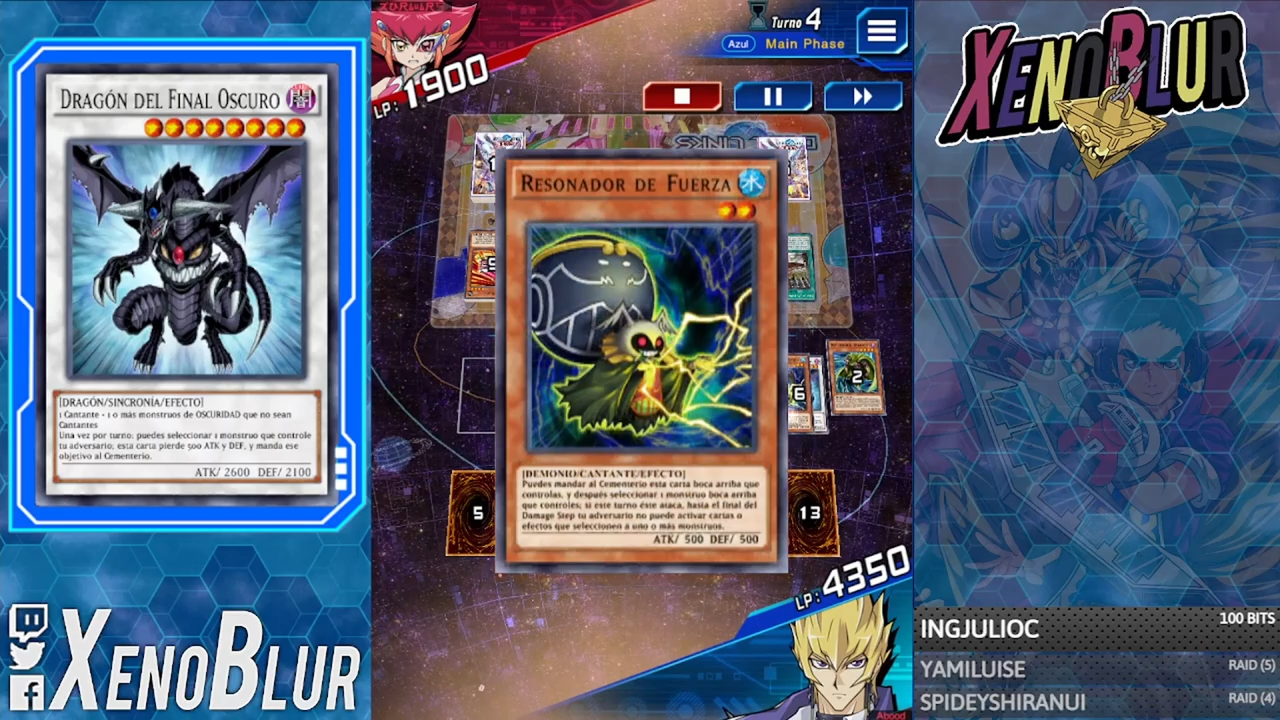 DRAGÓN DEL FINAL OSCURO
[DRAGÓN/SINCRONÍA/EFECTO]
1 Cantante + 1 o más monstruos de OSCURIDAD que no sean
Cantantes
Una vez por turno: puedes seleccionar 1 monstruo que controle
tu adversario; esta carta pierde 500 ATK y DEF, y manda ese
objetivo al Cementerio.
ATK/ 2600 DEF/ 2100
XENOBLUR
LP: 1900
Turno 4
Azul Main Phase
LINKS
RESONADOR DE FUERZA
[DEMONIO/CANTANTE/EFECTO]
Puedes mandar al Cementerio esta carta boca arriba que
controlas, y después seleccionar 1 monstruo boca arriba
que controles; si este turno éste ataca, hasta el final del
Damage Step tu adversario no puede activar cartas o
efectos que seleccionen a uno o más monstruos.
ATK/ 500 DEF/ 500
6
2
5
13
LP: 4350
Abood
XENOBLUR
INGJULIOC 100 BITS
YAMILUISE RAID (5)
SPIDEYSHIRANUI RAID (4)